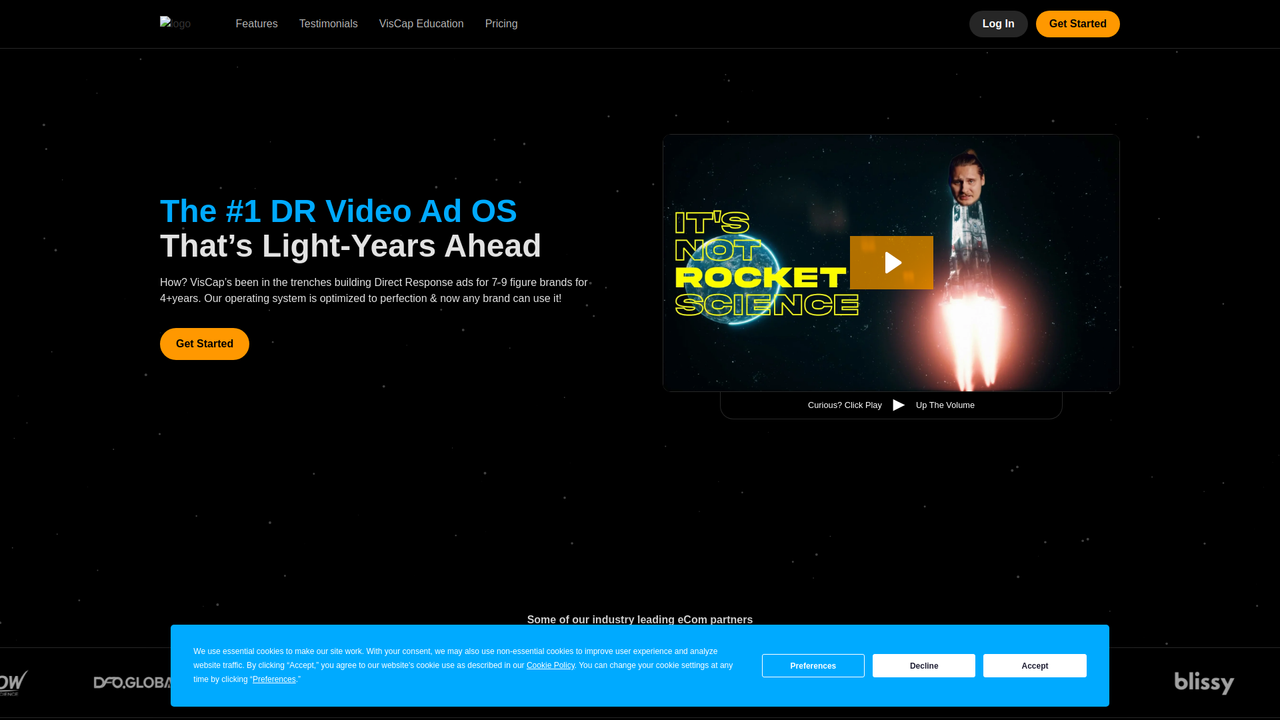 logo
Features
Testimonials
VisCap Education
Pricing
Log In
Get Started
The #1 DR Video Ad OS
That’s Light-Years Ahead
How? VisCap’s been in the trenches building Direct Response ads for 7-9 figure brands for
4+years. Our operating system is optimized to perfection & now any brand can use it!
Get Started
IT'S
NOT
ROCKET
SCIENCE
Curious? Click Play
Up The Volume
Some of our industry leading eCom partners
We use essential cookies to make our site work. With your consent, we may also use non-essential cookies to improve user experience and analyze
website traffic. By clicking “Accept,” you agree to our website’s cookie use as described in our Cookie Policy. You can change your cookie settings at any
time by clicking “Preferences.”
Preferences
Decline
Accept
blissy